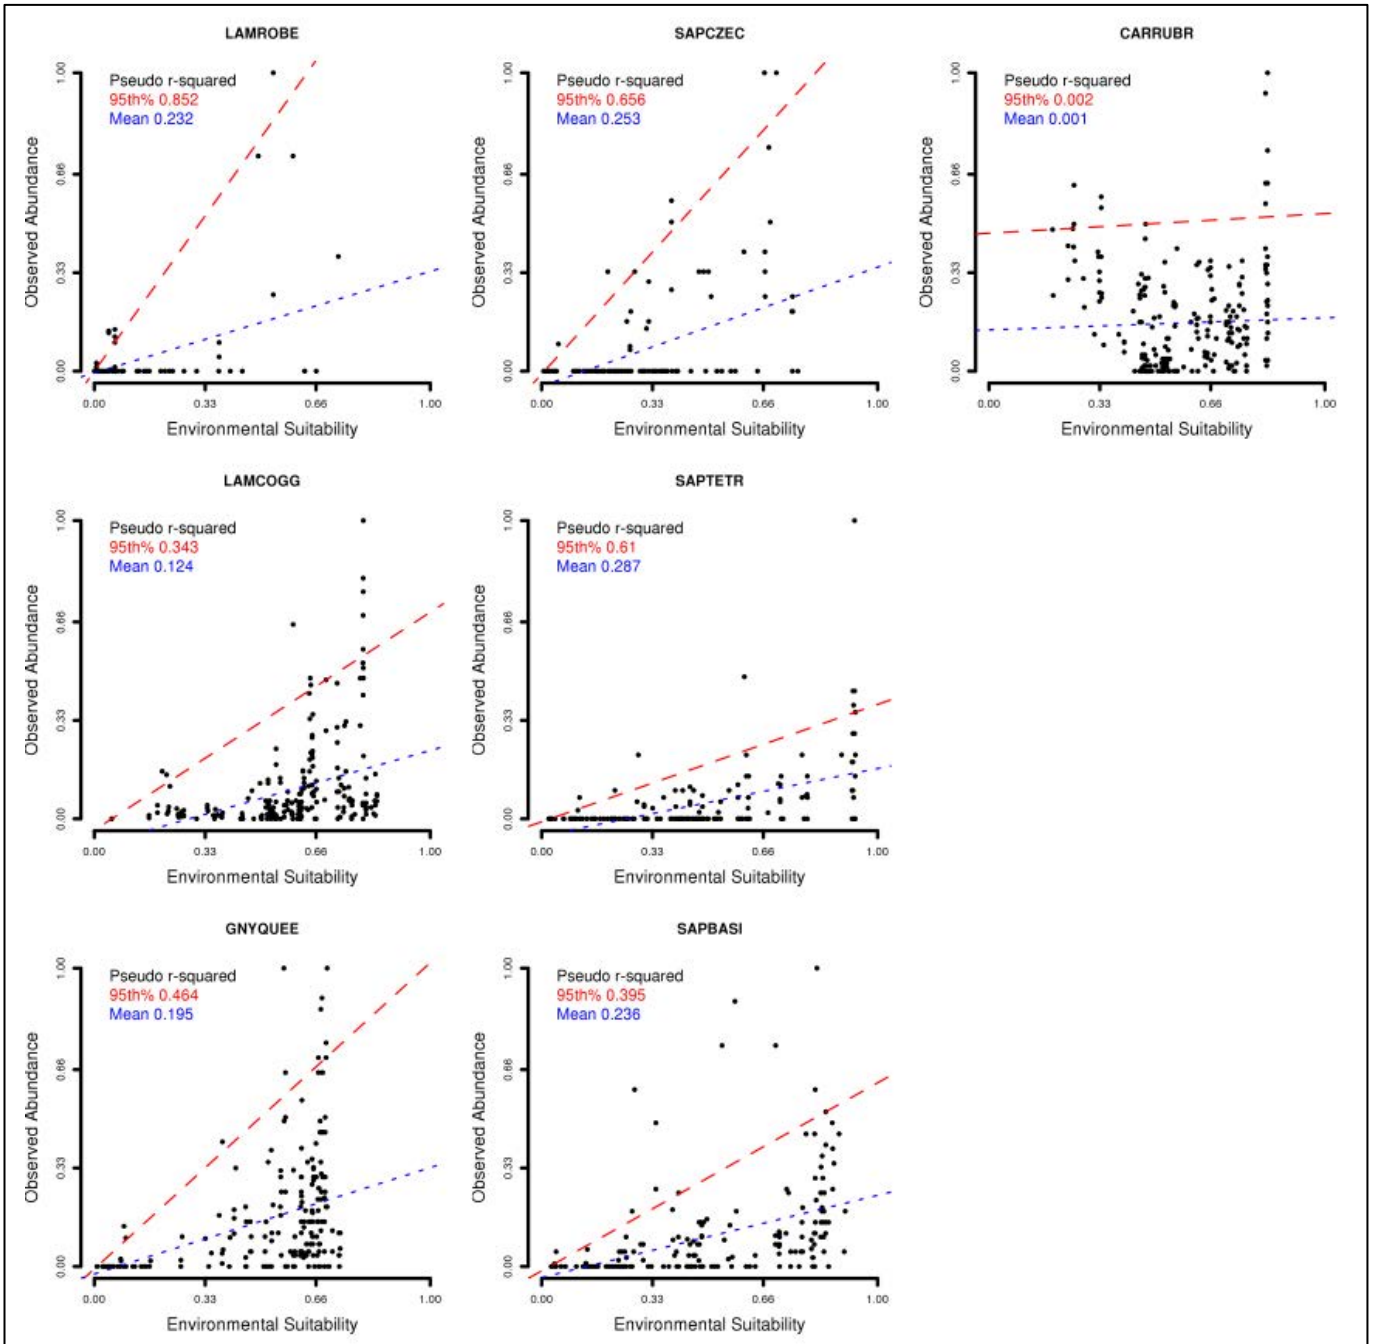 LAMROBE
Pseudo r-squared
95th% 0.852
Mean 0.232
Observed Abundance
1.00
0.66
0.33
0.00
0.00 0.33 0.66 1.00
Environmental Suitability
SAPCZEC
Pseudo r-squared
95th% 0.656
Mean 0.253
Observed Abundance
1.00
0.66
0.33
0.00
0.00 0.33 0.66 1.00
Environmental Suitability
CARRUBR
Pseudo r-squared
95th% 0.002
Mean 0.001
Observed Abundance
1.00
0.66
0.33
0.00
0.00 0.33 0.66 1.00
Environmental Suitability
LAMCOGG
Pseudo r-squared
95th% 0.343
Mean 0.124
Observed Abundance
1.00
0.66
0.33
0.00
0.00 0.33 0.66 1.00
Environmental Suitability
SAPTETR
Pseudo r-squared
95th% 0.61
Mean 0.287
Observed Abundance
1.00
0.66
0.33
0.00
0.00 0.33 0.66 1.00
Environmental Suitability
GNYQUEE
Pseudo r-squared
95th% 0.464
Mean 0.195
Observed Abundance
1.00
0.66
0.33
0.00
0.00 0.33 0.66 1.00
Environmental Suitability
SAPBASI
Pseudo r-squared
95th% 0.395
Mean 0.236
Observed Abundance
1.00
0.66
0.33
0.00
0.00 0.33 0.66 1.00
Environmental Suitability